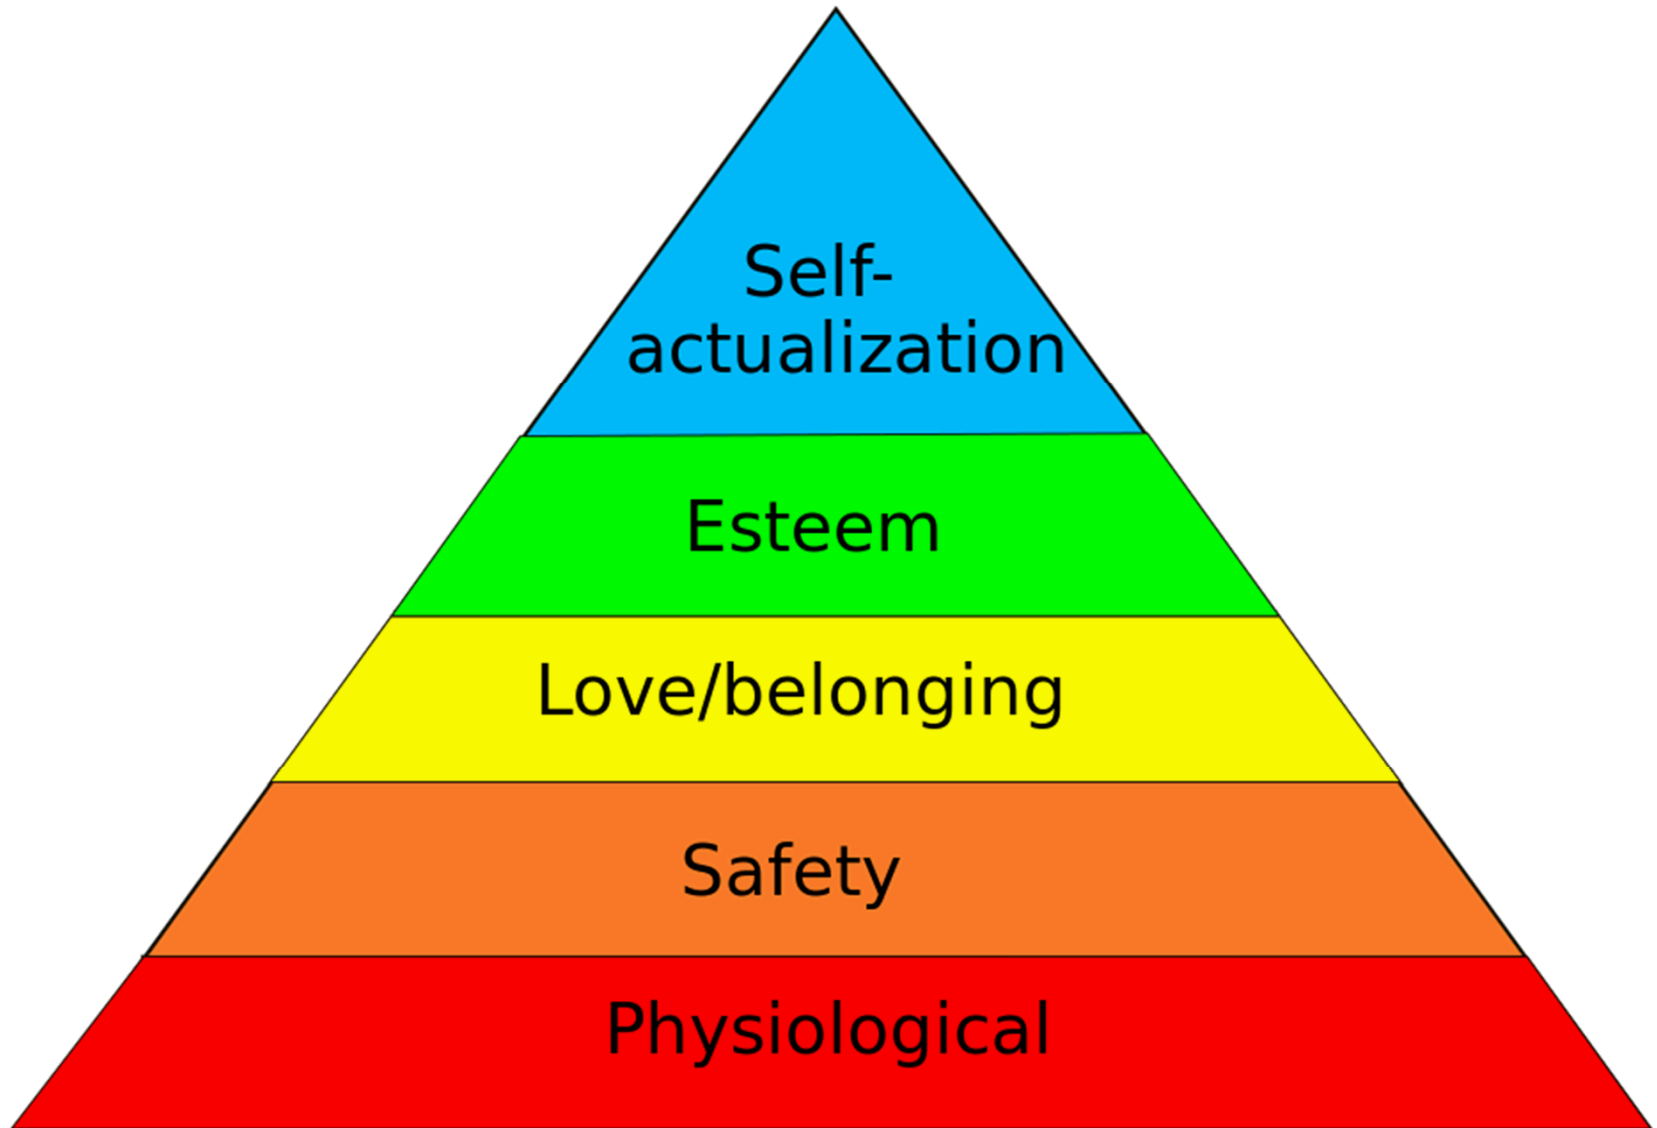 Self-
actualization
Esteem
Love/belonging
Safety
Physiological